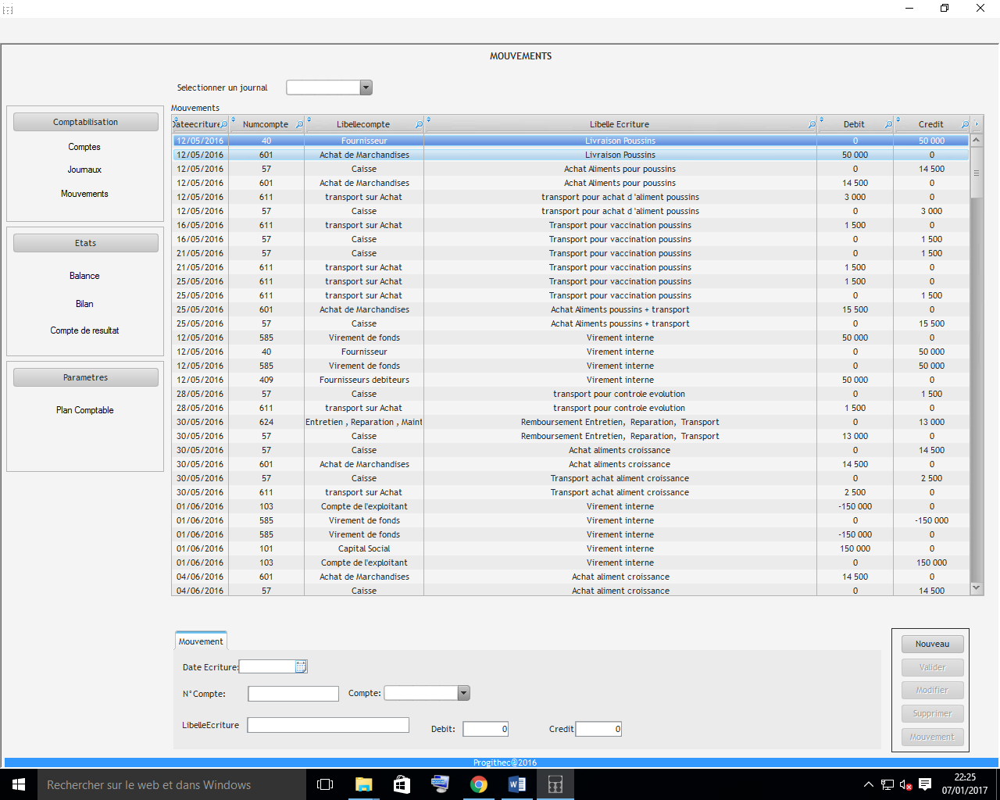 MOUVEMENTS
Selectionner un journal
Mouvements
Comptabilisation
Comptes
Journaux
Mouvements
Etats
Balance
Bilan
Compte de resultat
Parametres
Plan Comptable
Dateecriture Numcompte Libellecompte Libelle Ecriture Debit Credit
12/05/2016 40 Fournisseur Livraison Poussins 0 50 000
12/05/2016 601 Achat de Marchandises Livraison Poussins 50 000 0
12/05/2016 57 Caisse Achat Aliments pour poussins 0 14 500
12/05/2016 601 Achat de Marchandises Achat Aliments pour poussins 14 500 0
12/05/2016 611 transport sur Achat transport pour achat d 'aliment poussins 3 000 0
12/05/2016 57 Caisse transport pour achat d 'aliment poussins 0 3 000
16/05/2016 611 transport sur Achat Transport pour vaccination poussins 1 500 0
16/05/2016 57 Caisse Transport pour vaccination poussins 0 1 500
21/05/2016 57 Caisse Transport pour vaccination poussins 0 1 500
21/05/2016 611 transport sur Achat Transport pour vaccination poussins 1 500 0
25/05/2016 611 transport sur Achat Transport pour vaccination poussins 1 500 0
25/05/2016 611 transport sur Achat Transport pour vaccination poussins 0 1 500
25/05/2016 601 Achat de Marchandises Achat Aliments poussins + transport 15 500 0
25/05/2016 57 Caisse Achat Aliments poussins + transport 0 15 500
12/05/2016 585 Virement de fonds Virement interne 50 000 0
12/05/2016 40 Fournisseur Virement interne 0 50 000
12/05/2016 585 Virement de fonds Virement interne 0 50 000
12/05/2016 409 Fournisseurs debiteurs Virement interne 50 000 0
28/05/2016 57 Caisse transport pour controle evolution 0 1 500
28/05/2016 611 transport sur Achat transport pour controle evolution 1 500 0
30/05/2016 624 Entretien , Reparation , Maint Remboursement Entretien, Reparation, Transport 0 13 000
30/05/2016 57 Caisse Remboursement Entretien, Reparation, Transport 13 000 0
30/05/2016 57 Caisse Achat aliments croissance 0 14 500
30/05/2016 601 Achat de Marchandises Achat aliments croissance 14 500 0
30/05/2016 57 Caisse Transport achat aliment croissance 0 2 500
30/05/2016 611 transport sur Achat Transport achat aliment croissance 2 500 0
01/06/2016 103 Compte de l'exploitant Virement interne -150 000 0
01/06/2016 585 Virement de fonds Virement interne 0 -150 000
01/06/2016 585 Virement de fonds Virement interne -150 000 0
01/06/2016 101 Capital Social Virement interne 150 000 0
01/06/2016 103 Compte de l'exploitant Virement interne 0 150 000
04/06/2016 601 Achat de Marchandises Achat aliment croissance 14 500 0
04/06/2016 57 Caisse Achat aliment croissance 0 14 500
Mouvement
Date Ecriture:
N°Compte: Compte:
LibelleEcriture Debit: 0 Credit 0
Nouveau
Valider
Modifier
Supprimer
Mouvement
Progithec@2016
Rechercher sur le web et dans Windows
22:25
07/01/2017